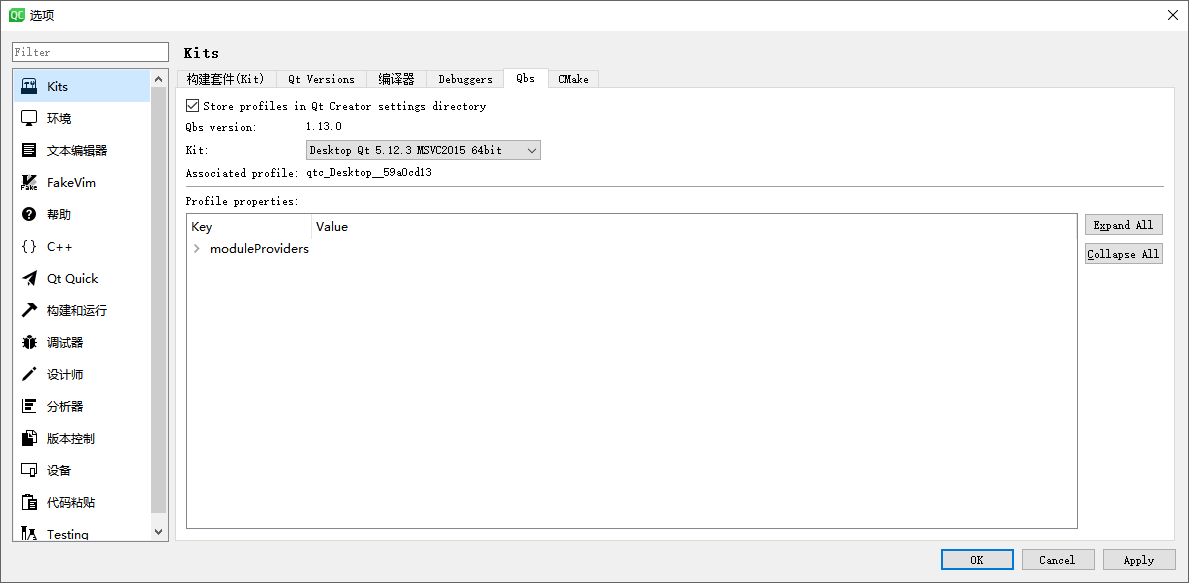 QC 选项
Filter
Kits
环境
文本编辑器
FakeVim
帮助
C++
Qt Quick
构建和运行
调试器
设计师
分析器
版本控制
设备
代码粘贴
Testing
Kits
构建套件(Kit) Qt Versions 编译器 Debuggers Qbs CMake
Store profiles in Qt Creator settings directory
Qbs version: 1.13.0
Kit: Desktop Qt 5.12.3 MSVC2015 64bit
Associated profile: qtc_Desktop__59a0cd13
Profile properties:
Key Value
moduleProviders
Expand All
Collapse All
OK Cancel Apply